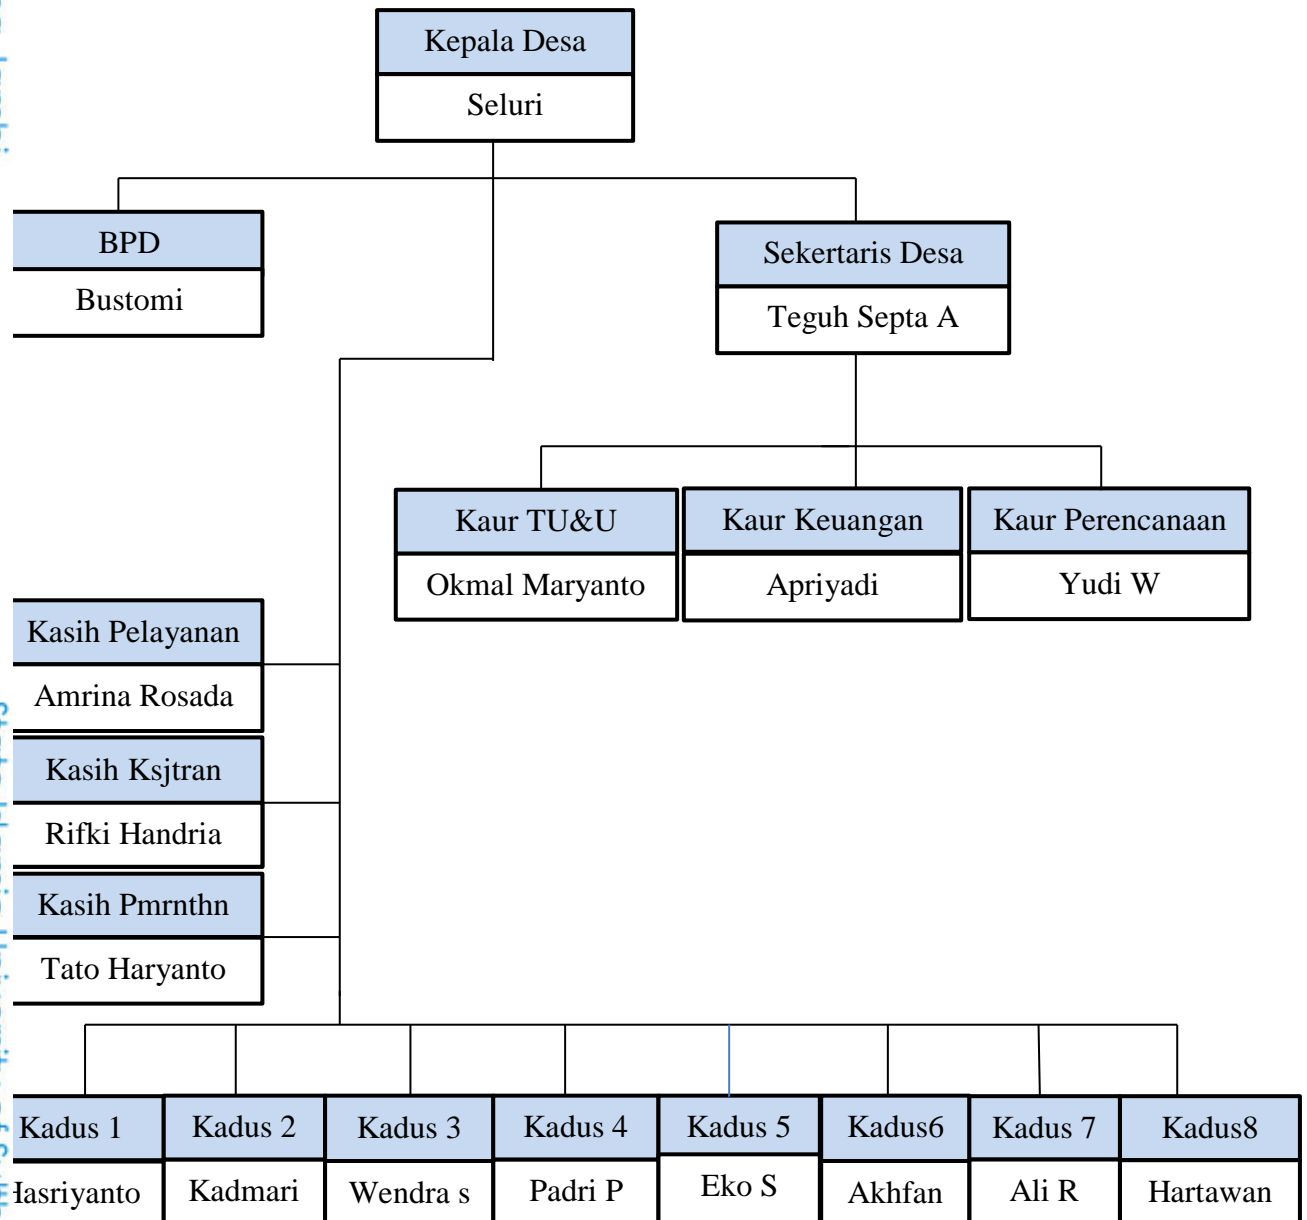 Kepala Desa
Seluri
BPD
Bustomi
Sekertaris Desa
Teguh Septa A
Kaur TU&U
Okmal Maryanto
Kaur Keuangan
Apriyadi
Kaur Perencanaan
Yudi W
Kasih Pelayanan
Amrina Rosada
Kasih Ksjtran
Rifki Handria
Kasih Pmrnthn
Tato Haryanto
Kadus 1
Kadus 2
Kadus 3
Kadus 4
Kadus 5
Kadus6
Kadus 7
Kadus8
Hasriyanto
Kadmari
Wendra s
Padri P
Eko S
Akhfan
Ali R
Hartawan